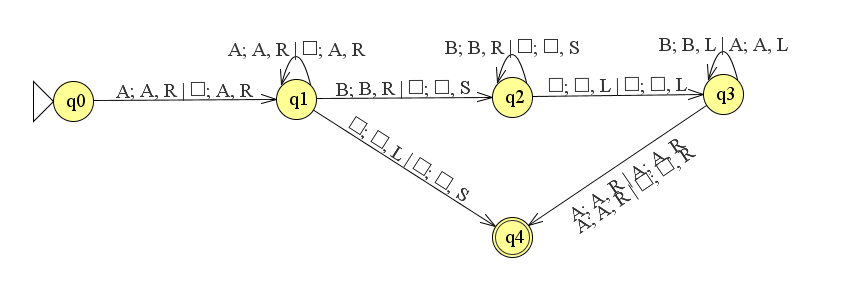 A; A, R | □; A, R
B; B, R | □; □, S
B; B, L | A; A, L
A; A, R | □; A, R
B; B, R | □; □, S
□; □, L | □; □, L
q0
q1
q2
q3
□; □, L | □; □, S
A; A, R | A; A, R
A; A, R | □; □, R
q4